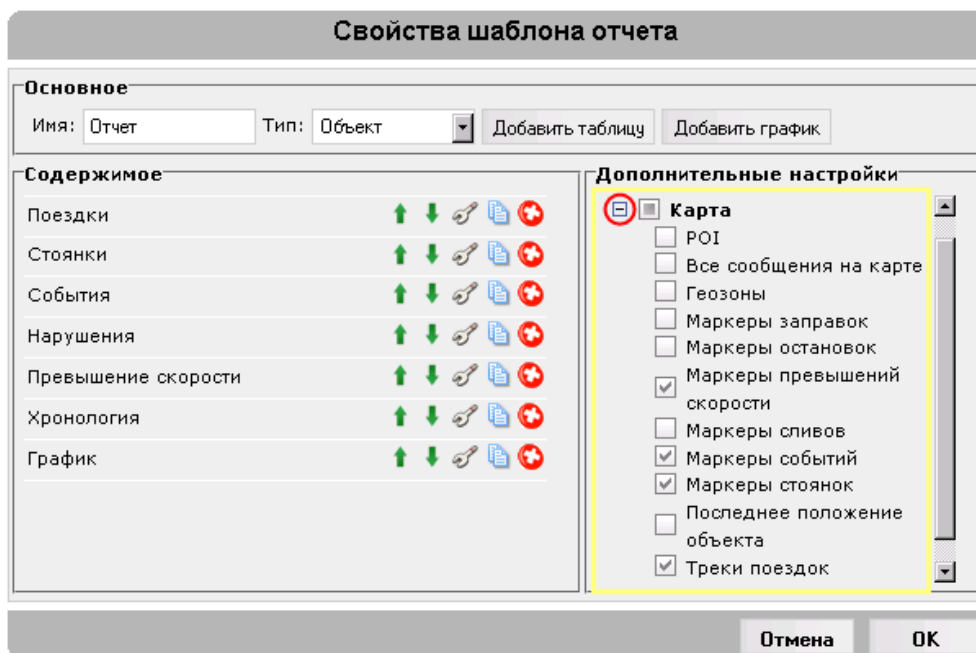 Свойства шаблона отчета
Основное
Имя: Отчет Тип: Объект Добавить таблицу Добавить график
Содержимое
Поездки
Стоянки
События
Нарушения
Превышение скорости
Хронология
График
Дополнительные настройки
Карта
POI
Все сообщения на карте
Геозоны
Маркеры заправок
Маркеры остановок
Маркеры превышений
скорости
Маркеры сливов
Маркеры событий
Маркеры стоянок
Последнее положение
объекта
Треки поездок
Отмена OK